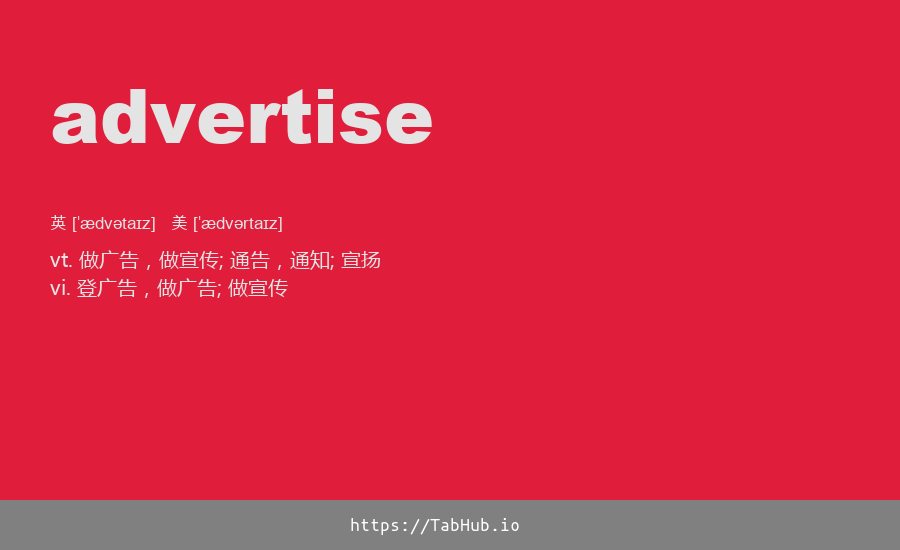 advertise
英 [ˈædvətaɪz] 美 [ˈædvərtaɪz]
vt. 做广告，做宣传; 通告，通知; 宣扬
vi. 登广告，做广告; 做宣传
https://TabHub.io